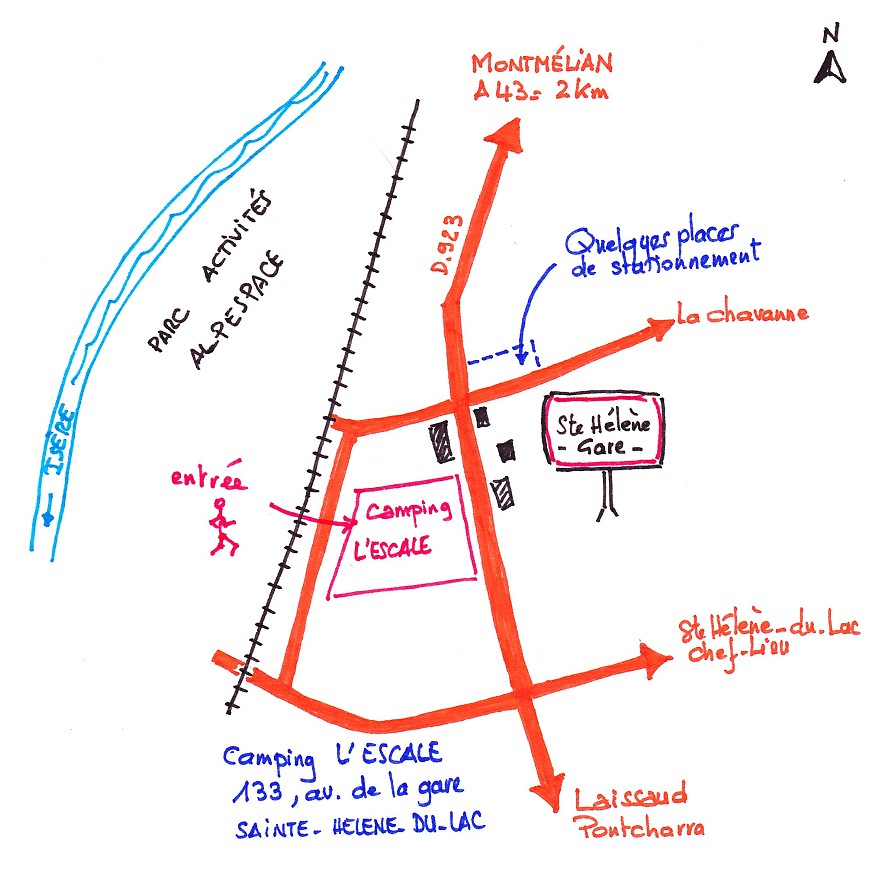 N
MONTMÉLIAN
A43= 2km
D.923
PARC ACTIVITÉS
ALPESPACE
Quelques places
de stationnement
La chavanne
Ste Hélène
- Gare -
entrée
Camping
L'ESCALE
ISÈRE
Ste Hélène-du-Lac
Chef-Lieu
Camping L'ESCALE
133, av. de la gare
SAINTE-HELENE-DU-LAC
Laissaud
Pontcharra